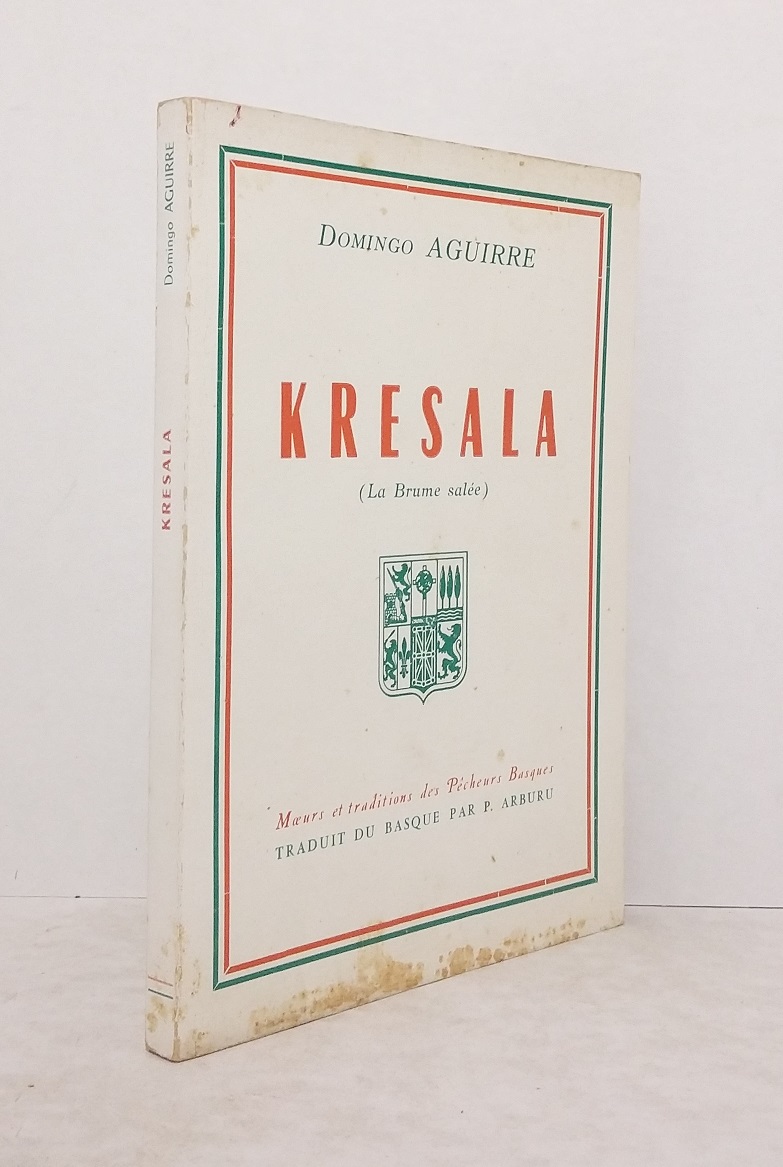 Domingo AGUIRRE
KRESALA
Domingo AGUIRRE
KRESALA
(La Brume salée)
Mœurs et traditions des Pêcheurs Basques
TRADUIT DU BASQUE PAR P. ARBURU